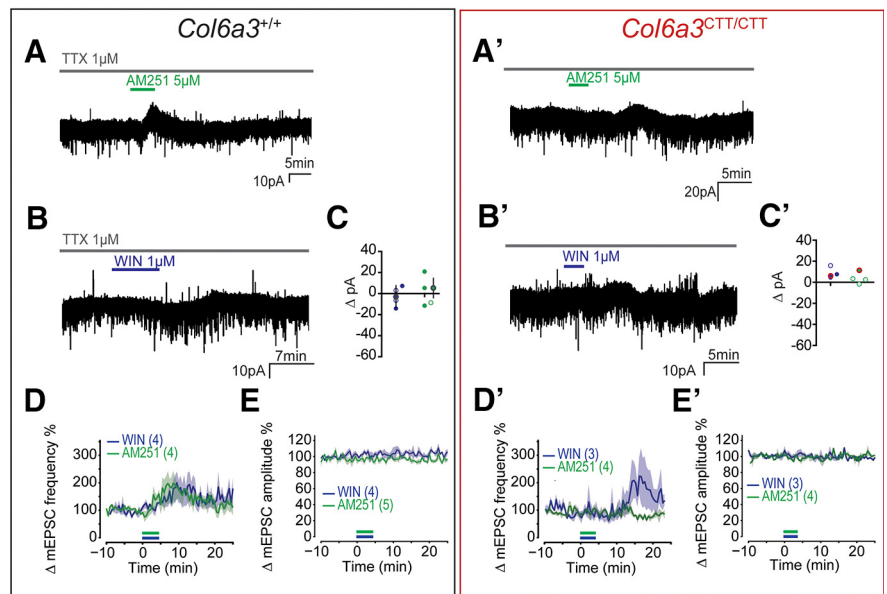 Col6a3+/+
A
TTX 1µM
AM251 5µM
5min
10pA
B
TTX 1µM
WIN 1µM
7min
10pA
C
40
20
0
-20
-40
-60
Δ pA
D
Δ mEPSC frequency %
WIN (4)
AM251 (4)
300
200
100
0
−10 0 10 20
Time (min)
E
Δ mEPSC amplitude %
120
100
80
60
40
20
0
WIN (4)
AM251 (5)
−10 0 10 20
Time (min)
Col6a3CTT/CTT
A'
AM251 5µM
5min
20pA
B'
WIN 1µM
5min
10pA
C'
40
20
0
-20
-40
-60
Δ pA
D'
Δ mEPSC frequency %
WIN (3)
AM251 (4)
300
200
100
0
−10 0 10 20
Time (min)
E'
Δ mEPSC amplitude %
120
100
80
60
40
20
0
WIN (3)
AM251 (4)
−10 0 10 20
Time (min)